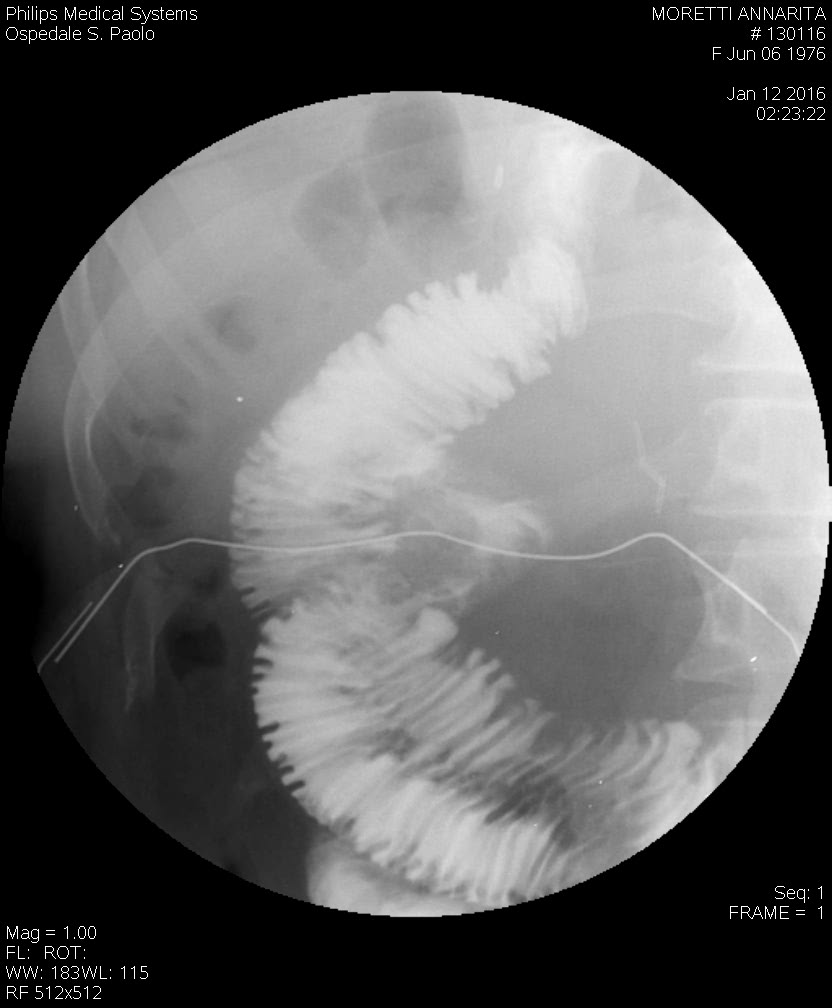 Philips Medical Systems
Ospedale S. Paolo
MORETTI ANNARITA
# 130116
F Jun 06 1976
Jan 12 2016
02:23:22
Seq: 1
FRAME = 1
Mag = 1.00
FL: ROT:
WW: 183WL: 115
RF 512x512